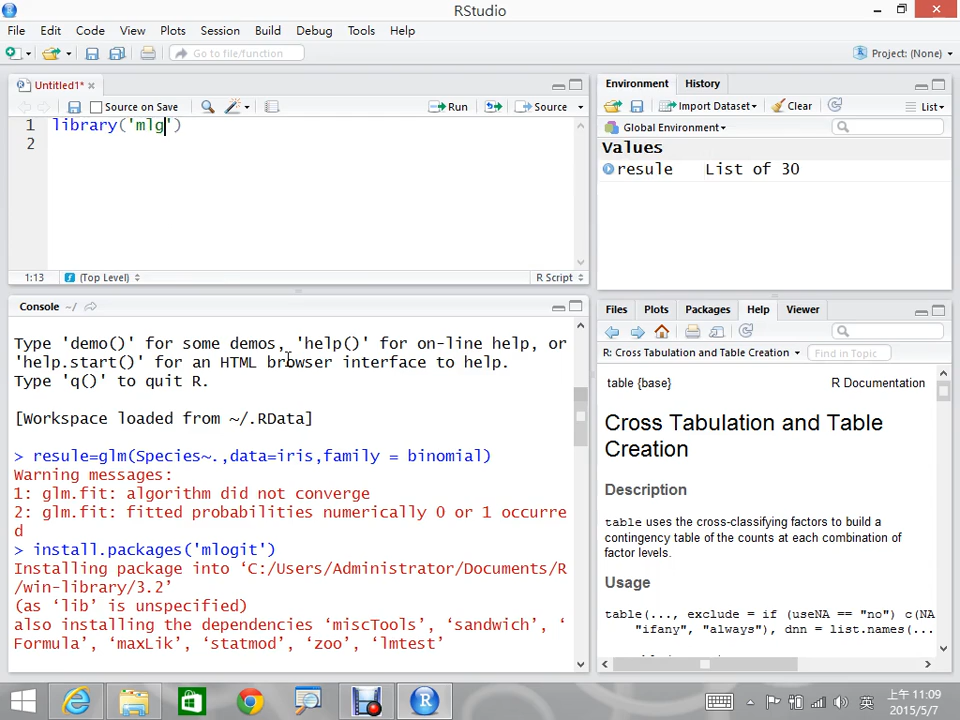 RStudio
File Edit Code View Plots Session Build Debug Tools Help
Go to file/function
Project: (None)
Untitled1*
Source on Save
Run
Source
1 library('mlg')
2
1:13
(Top Level)
R Script
Console ~/
Type 'demo()' for some demos, 'help()' for on-line help, or
'help.start()' for an HTML browser interface to help.
Type 'q()' to quit R.
[Workspace loaded from ~/.RData]
> resule=glm(Species~.,data=iris,family = binomial)
Warning messages:
1: glm.fit: algorithm did not converge
2: glm.fit: fitted probabilities numerically 0 or 1 occurre
d
> install.packages('mlogit')
Installing package into ‘C:/Users/Administrator/Documents/R
/win-library/3.2’
(as ‘lib’ is unspecified)
also installing the dependencies ‘miscTools’, ‘sandwich’, ‘
Formula’, ‘maxLik’, ‘statmod’, ‘zoo’, ‘lmtest’
Environment History
Import Dataset
Clear
List
Global Environment
Values
resule List of 30
Files Plots Packages Help Viewer
R: Cross Tabulation and Table Creation
Find in Topic
table {base}
R Documentation
Cross Tabulation and Table
Creation
Description
table uses the cross-classifying factors to build a
contingency table of the counts at each combination of
factor levels.
Usage
table(..., exclude = if (useNA == "no") c(NA
"ifany", "always"), dnn = list.names(...
英
上午 11:09
2015/5/7